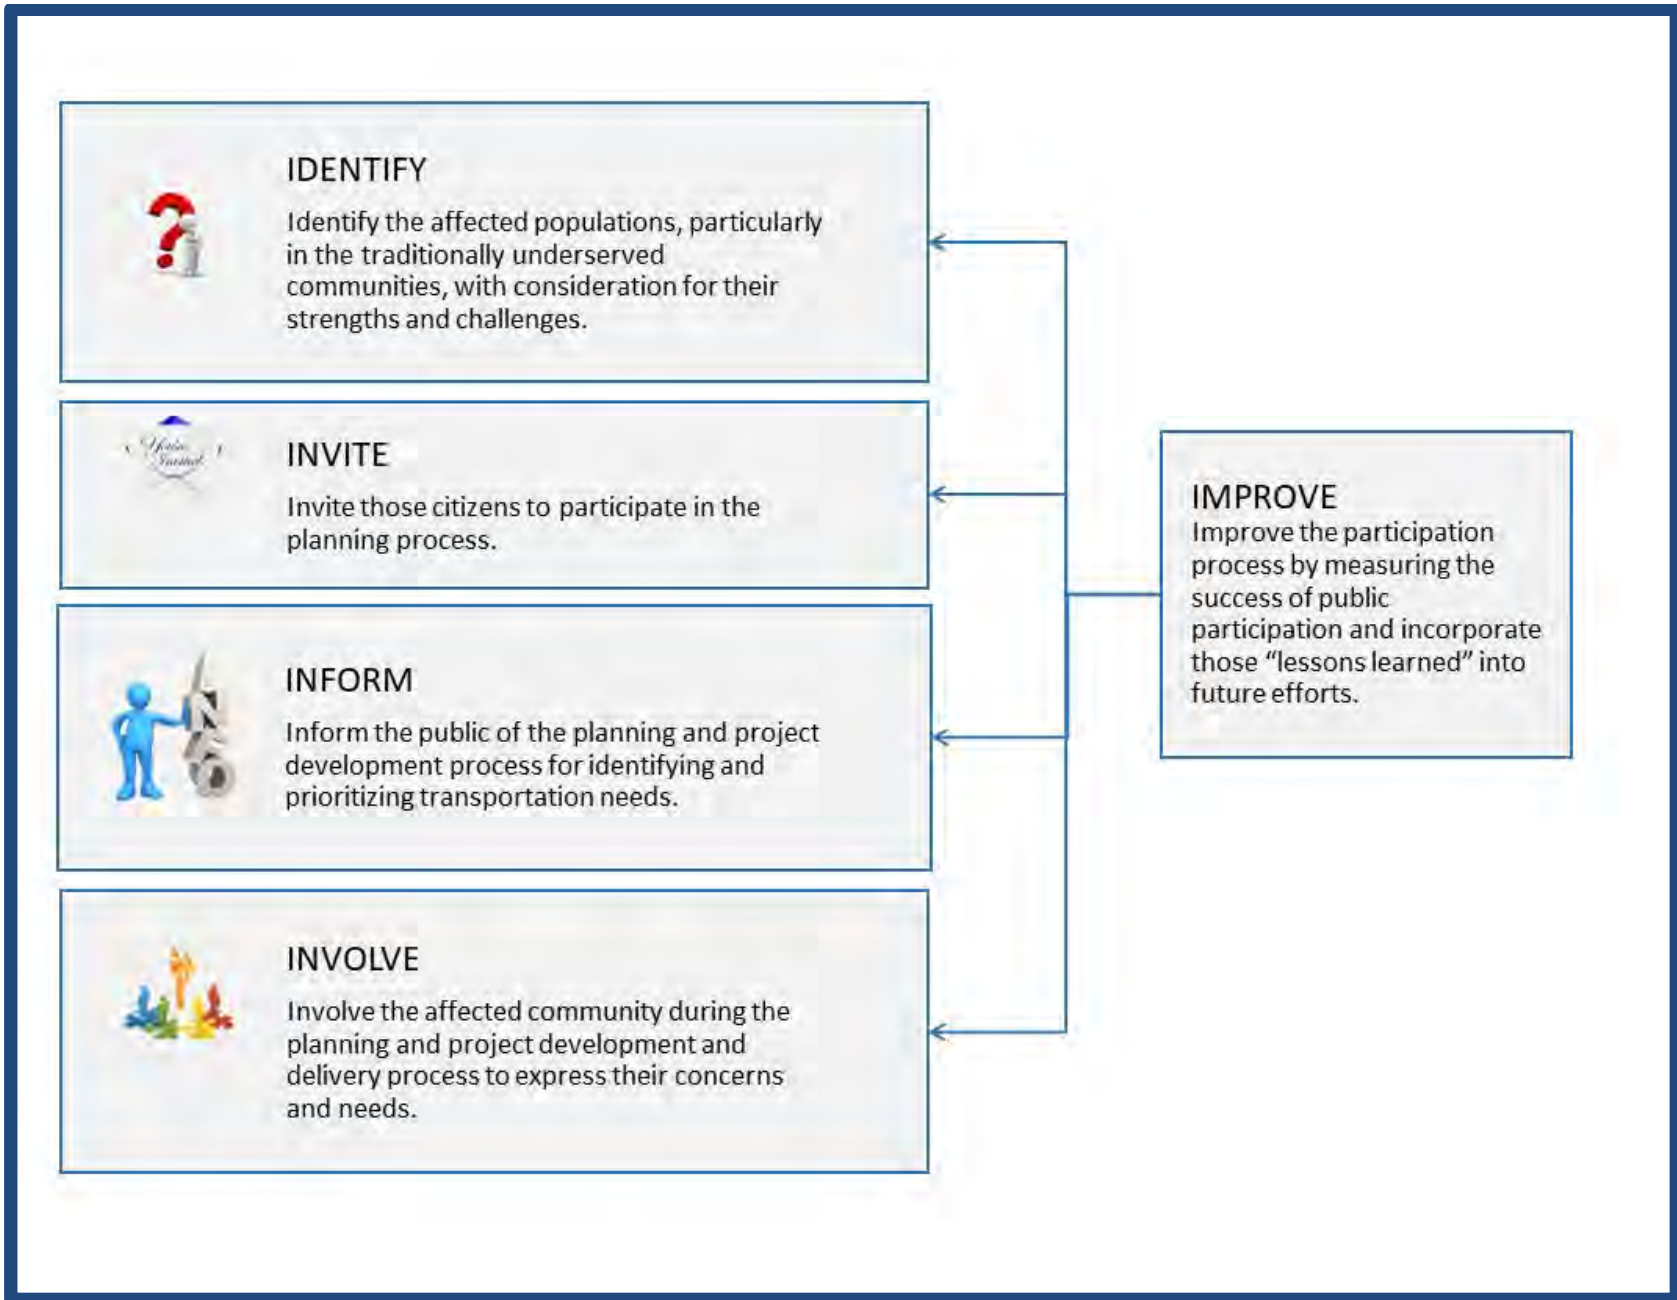 IDENTIFY
Identify the affected populations, particularly
in the traditionally underserved
communities, with consideration for their
strengths and challenges.
You're
Invited
INVITE
Invite those citizens to participate in the
planning process.
INFORM
Inform the public of the planning and project
development process for identifying and
prioritizing transportation needs.
INVOLVE
Involve the affected community during the
planning and project development and
delivery process to express their concerns
and needs.
IMPROVE
Improve the participation
process by measuring the
success of public
participation and incorporate
those “lessons learned” into
future efforts.